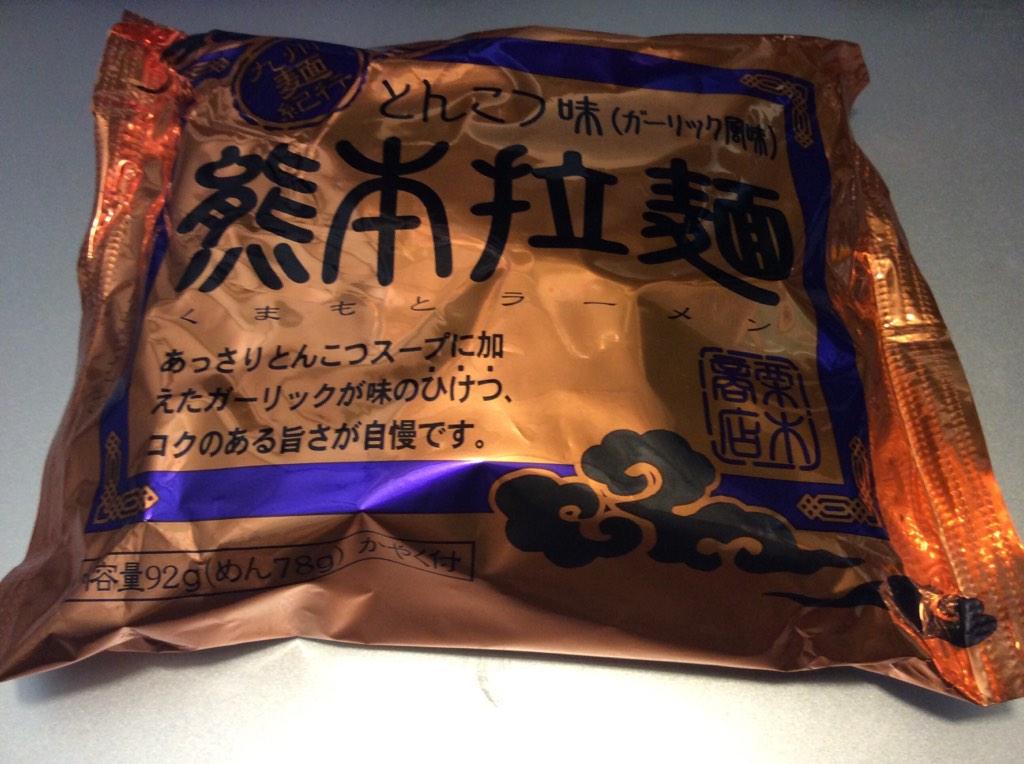 九州
麺
紀行
とんこつ味(ガーリック風味)
熊本拉麺
くまもとラーメン
あっさりとんこつスープに加
えたガーリックが味のひけつ、
コクのある旨さが自慢です。
栗木
商店
容量92g(めん78g) かやく付